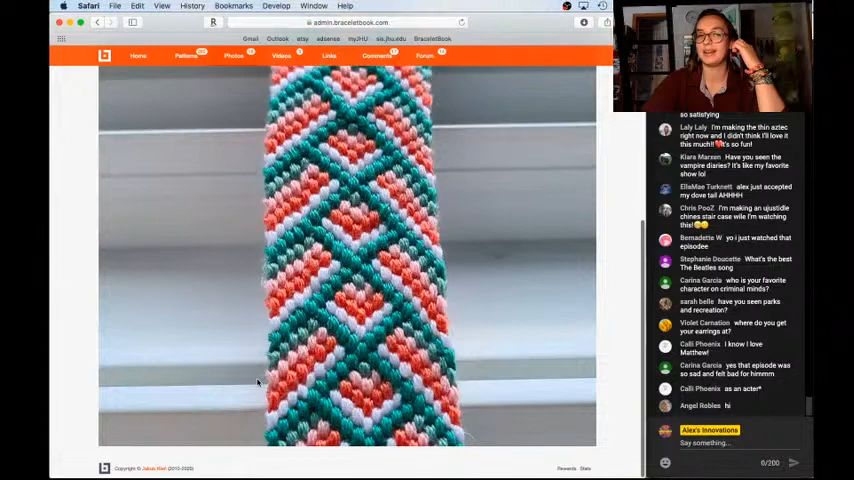 Safari File Edit View History Bookmarks Develop Window Help
admin.braceletbook.com
Gmail Outlook etsy adsense myJHU sis.jhu.edu BraceletBook
Home Patterns Photos Videos Links Comments Forum
so satisfying
Laly Laly I'm making the thin aztec
right now and I didn't think I'll love it
this much!! It's so fun!
Klara Marxen Have you seen the
vampire diaries? It's like my favorite
show lol
EllsMae Turknett alex just accepted
my dove tail AHHHH
Chris PooZ I'm making an ujustidle
chines stair case wile I'm watching
this!
Bernadette W yo i just watched that
episodee
Stephanie Doucette What's the best
The Beatles song
Carina Garcia who is your favorite
character on criminal minds?
sarah belle have you seen parks
and recreation?
Violet Carnation where do you get
your earrings at?
Calli Phoenix I know I love
Matthew!
Carina Garcia yes that episode was
so sad and felt bad for himmm
Calli Phoenix as an acter*
Angel Robles hi
Alex's Innovations
Say something...
0/200
Copyright ©
Rewards Stats